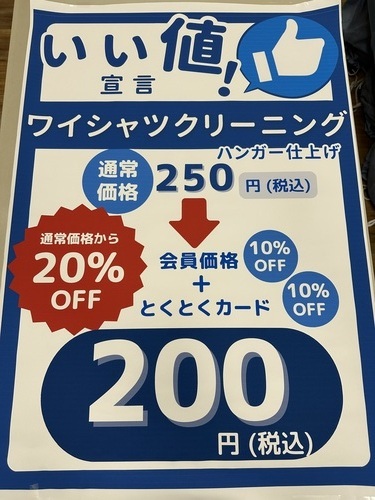 いい値!
宣言
ワイシャツクリーニング
ハンガー仕上げ
通常
価格
250
円(税込)
通常価格から
20%
OFF
会員価格
10%
OFF
+
とくとくカード
10%
OFF
200
円(税込)